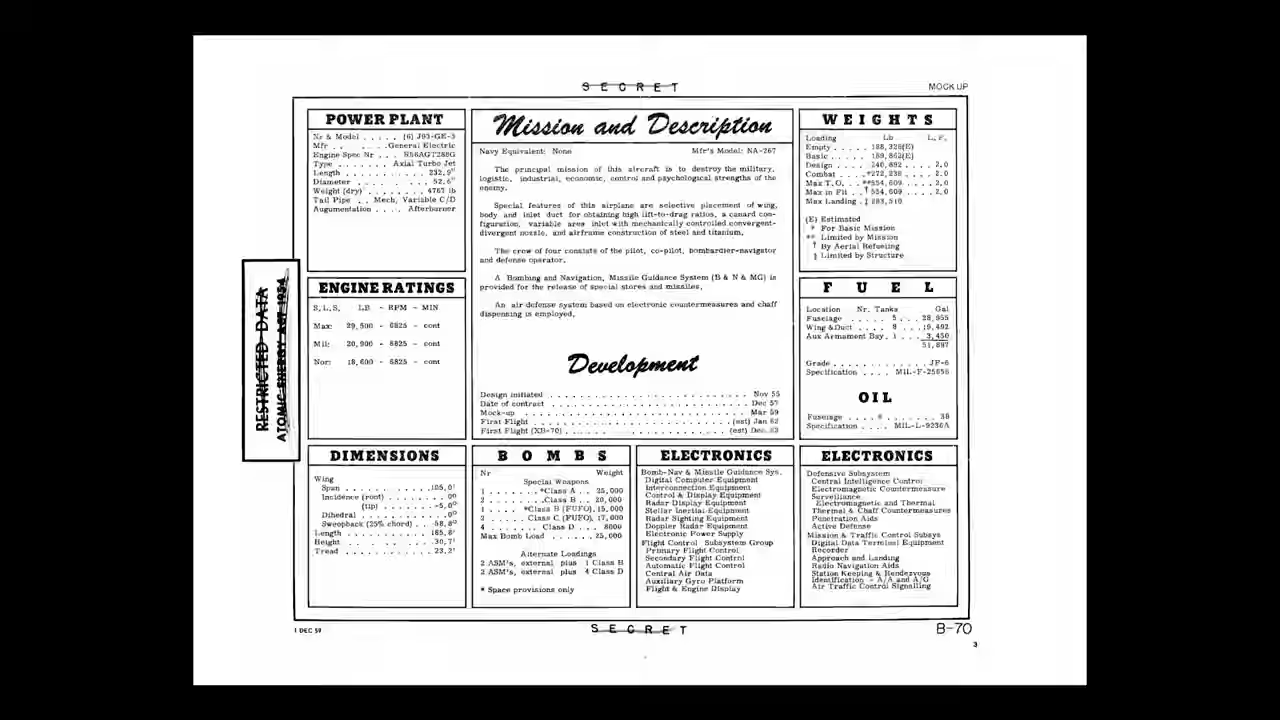 SECRET
MOCK UP
POWER PLANT
Nr & Model . . . . . (6) J93-GE-3
Mfr . . . . . . General Electric
Engine Spec Nr . . . R56AGT288G
Type . . . . . . . Axial Turbo Jet
Length . . . . . . . . . 232.9"
Diameter . . . . . . . . 52.6"
Weight (dry) . . . . . . 4767 lb
Tail Pipe . . Mech, Variable C/D
Augmentation . . . . Afterburner
Mission and Description
Navy Equivalent: None Mfr's Model: NA-267
The principal mission of this aircraft is to destroy the military,
logistic, industrial, economic, control and psychological strengths of the
enemy.
Special features of this airplane are selective placement of wing,
body and inlet duct for obtaining high lift-to-drag ratios, a canard con-
figuration, variable area inlet with mechanically controlled convergent-
divergent nozzle, and airframe construction of steel and titanium.
The crew of four consists of the pilot, co-pilot, bombardier-navigator
and defense operator.
A Bombing and Navigation, Missile Guidance System (B & N & MG) is
provided for the release of special stores and missiles.
An air defense system based on electronic countermeasures and chaff
dispensing is employed.
Development
Design initiated . . . . . . . . . . Nov 55
Date of contract . . . . . . . . . . Dec 57
Mock-up . . . . . . . . . . Mar 59
First Flight . . . . . . . . . . (est) Jan 62
First Flight (XB-70) . . . . . . . . . . (est) Dec
WEIGHTS
Loading Lb L.F.
Empty . . . . . (E)
Basic . . . . . (E)
Design . . . . . 240,692 . . . . 2.0
Combat . . . . *272,238 . . . . 2.0
Max T.O. . . **554,609 . . . . 2.0
Max in Flt . . †554,609 . . . . 2.0
Max Landing . ‡ 283,510
(E) Estimated
* For Basic Mission
** Limited by Mission
† By Aerial Refueling
‡ Limited by Structure
ENGINE RATINGS
S.L.S. LB - RPM - MIN
Max: 29,500 - 6825 - cont
Mil: 20,900 - 6825 - cont
Nor: 18,600 - 6825 - cont
FUEL
Location Nr. Tanks Gal
Fuselage . . . . . 5 . . . 28,955
Wing & Duct . . . 8 . . . 19,492
Aux Armament Bay. 1 . . . 3,450
51,897
Grade . . . . . . . . . . JP-6
Specification . . . . MIL-F-25656
OIL
Fuselage . . . 6 . . . . . . . 38
Specification . . . . MIL-L-9236A
RESTRICTED DATA
ATOMIC ENERGY ACT 1954
DIMENSIONS
Wing
Span . . . . . . . . . . 105.0'
Incidence (root) . . . . . . 0°
(tip) . . . . . -5.0°
Dihedral . . . . . . . . . 0°
Sweepback (25% chord) . . 58.8°
Length . . . . . . . . . 185.8'
Height . . . . . . . . . 30.7'
Tread . . . . . . . . . 23.2'
BOMBS
Nr Weight
Special Weapons
1 . . . . . . *Class A . . . 25,000
2 . . . . . . Class B . . . 20,000
1 . . . . *Class B (FUFO). 15,000
2 . . . . Class C (FUFO). 17,000
4 . . . . . . Class D . . . 8000
Max Bomb Load . . . . . . 25,000
Alternate Loadings
2 ASM's, external plus 1 Class B
2 ASM's, external plus 4 Class D
* Space provisions only
ELECTRONICS
Bomb-Nav & Missile Guidance Sys.
Digital Computer Equipment
Interconnection Equipment
Control & Display Equipment
Radar Display Equipment
Stellar Inertial Equipment
Radar Sighting Equipment
Doppler Radar Equipment
Electronic Power Supply
Flight Control Subsystem Group
Primary Flight Control
Secondary Flight Control
Automatic Flight Control
Central Air Data
Auxiliary Gyro Platform
Flight & Engine Display
ELECTRONICS
Defensive Subsystem
Central Intelligence Control
Electromagnetic Countermeasure
Surveillance
Electromagnetic and Thermal
Thermal & Chaff Countermeasures
Penetration Aids
Active Defense
Mission & Traffic Control Subsys
Digital Data Terminal Equipment
Recorder
Approach and Landing
Radio Navigation Aids
Station Keeping & Rendezvous
Identification - A/A and A/G
Air Traffic Control Signalling
1 DEC 59
SECRET
B-70
3